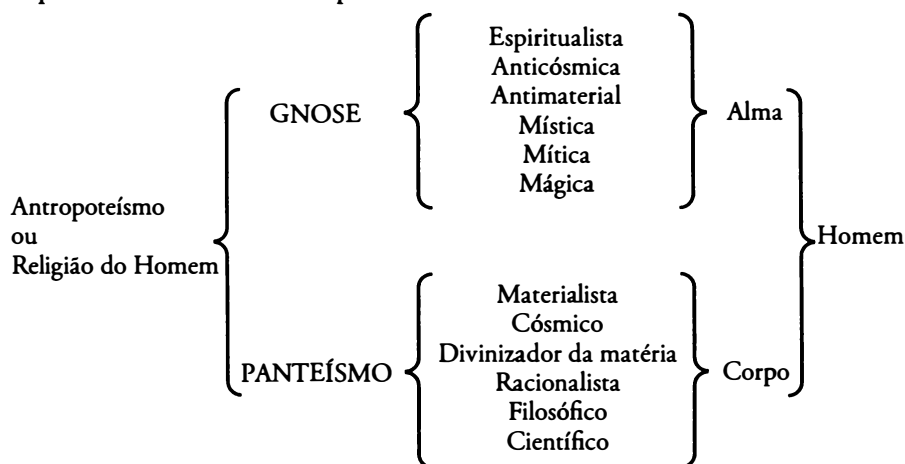 Espiritualista
Anticósmica
Antimaterial
Mística
Mítica
Mágica
GNOSE
Alma
Antropoteísmo
ou
Religião do Homem
Homem
Materialista
Cósmico
Divinizador da matéria
Racionalista
Filosófico
Científico
PANTEÍSMO
Corpo